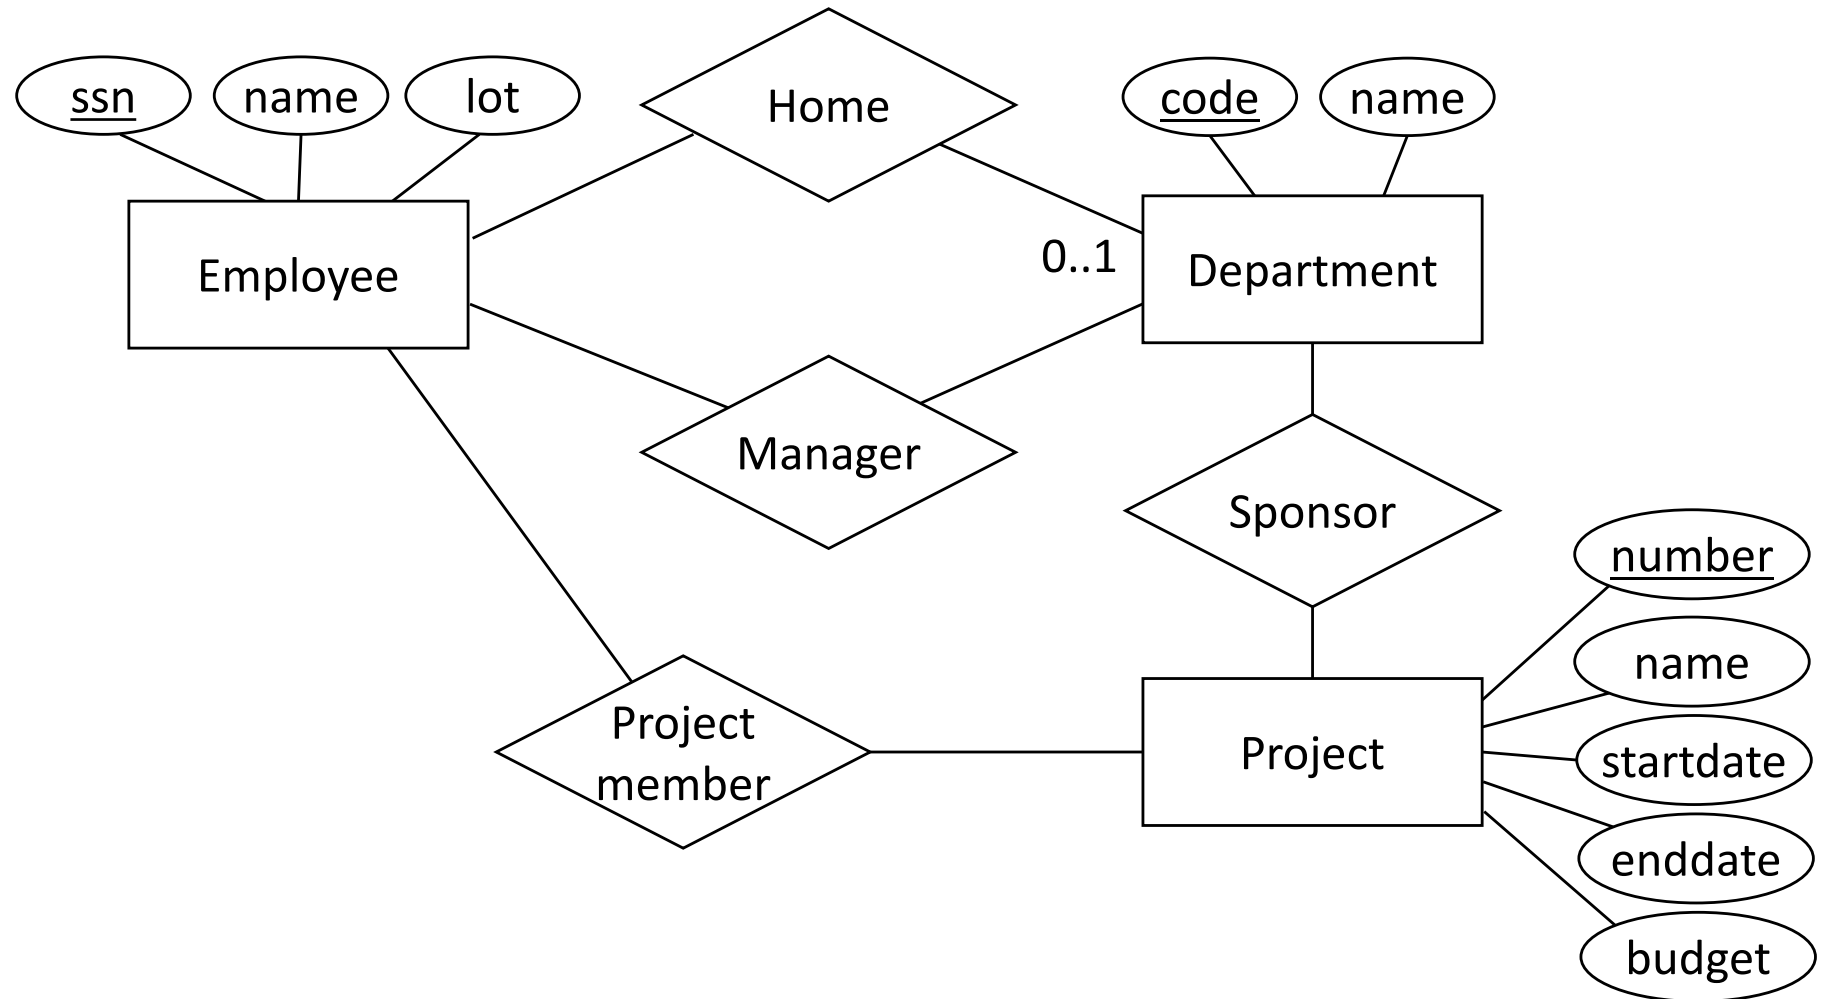 ssn
name
lot
Home
code
name
Employee
0..1
Department
Manager
Sponsor
number
name
Project
member
Project
startdate
enddate
budget